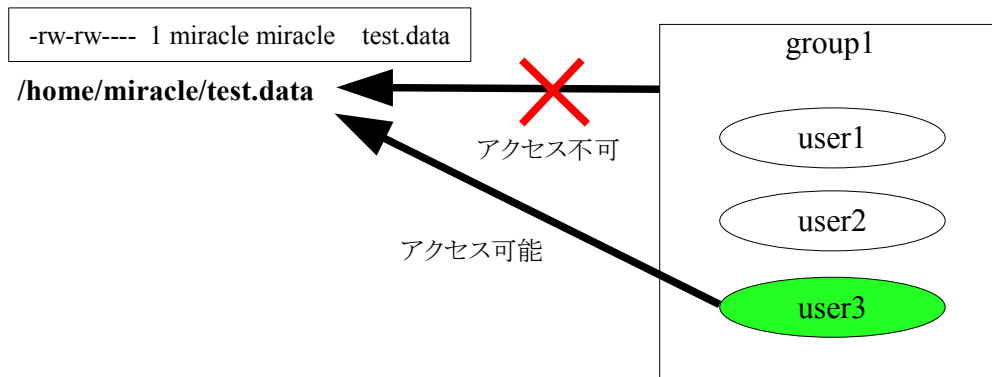 -rw-rw---- 1 miracle miracle test.data
/home/miracle/test.data
アクセス不可
アクセス可能
group1
user1
user2
user3